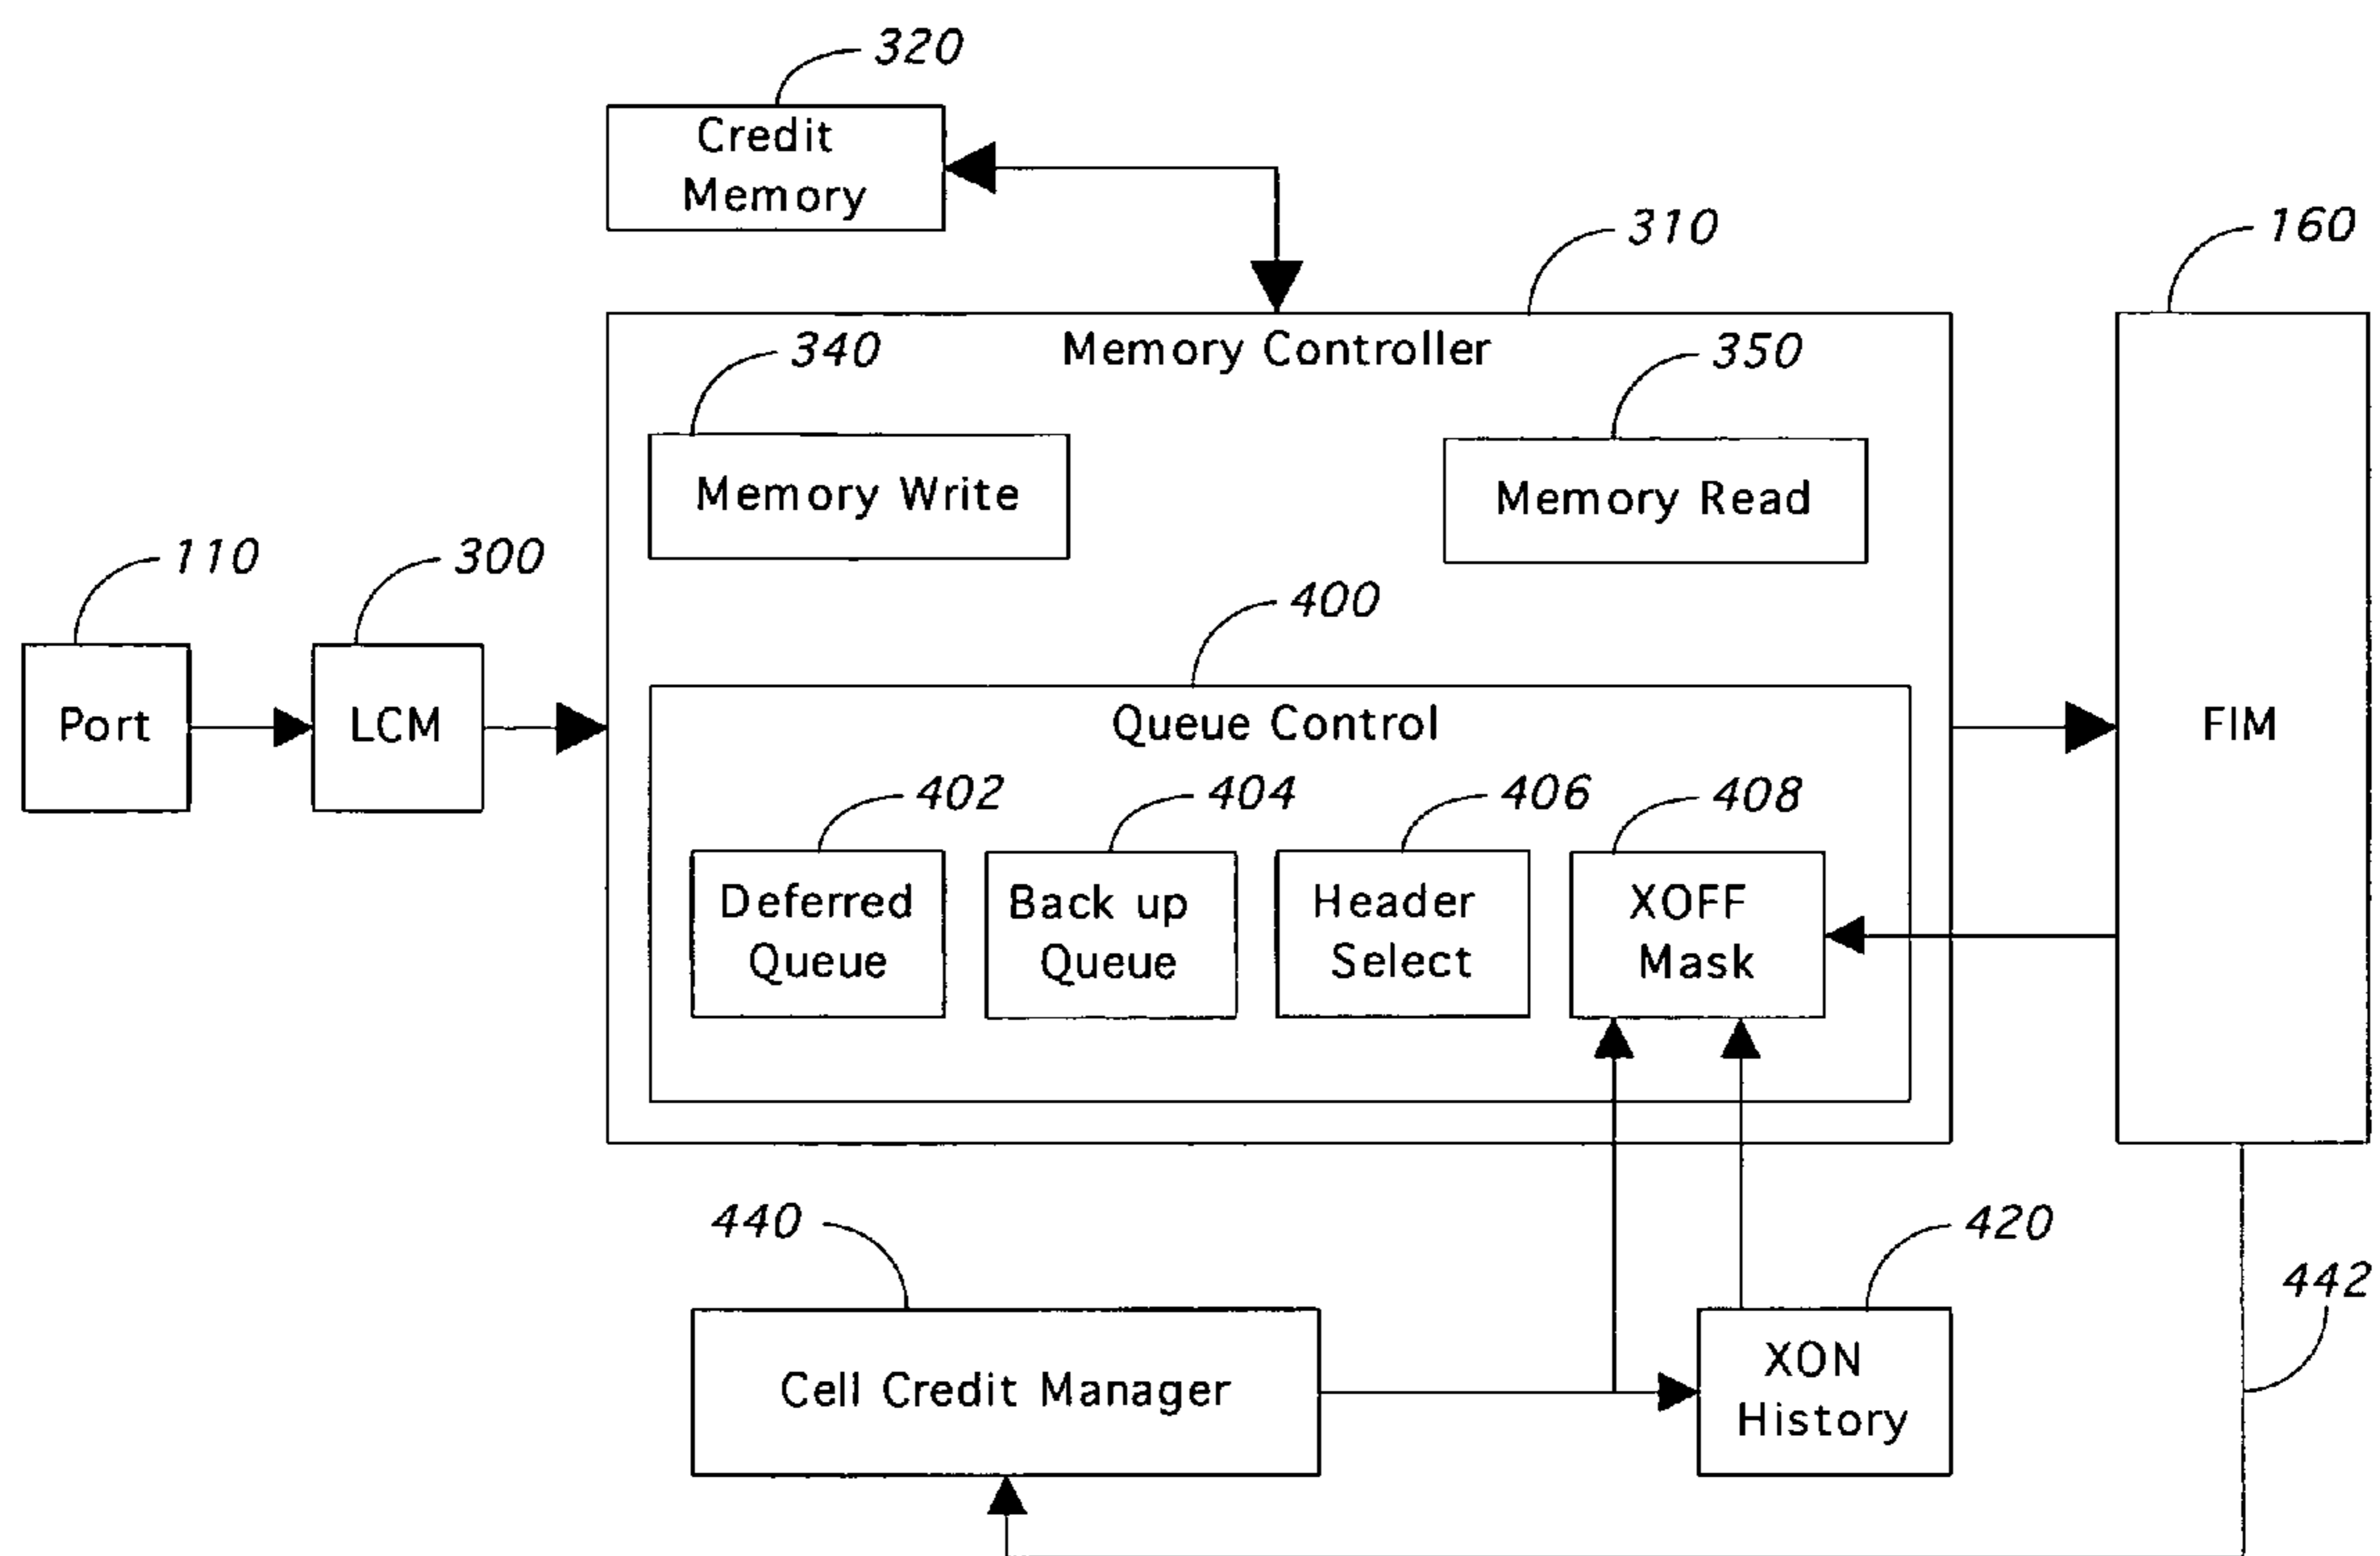 320
Credit
Memory
310
160
Memory Controller
340
350
Memory Write
Memory Read
110
300
400
Port
LCM
Queue Control
FIM
402
404
406
408
Deferred
Queue
Back up
Queue
Header
Select
XOFF
Mask
440
420
442
Cell Credit Manager
XON
History